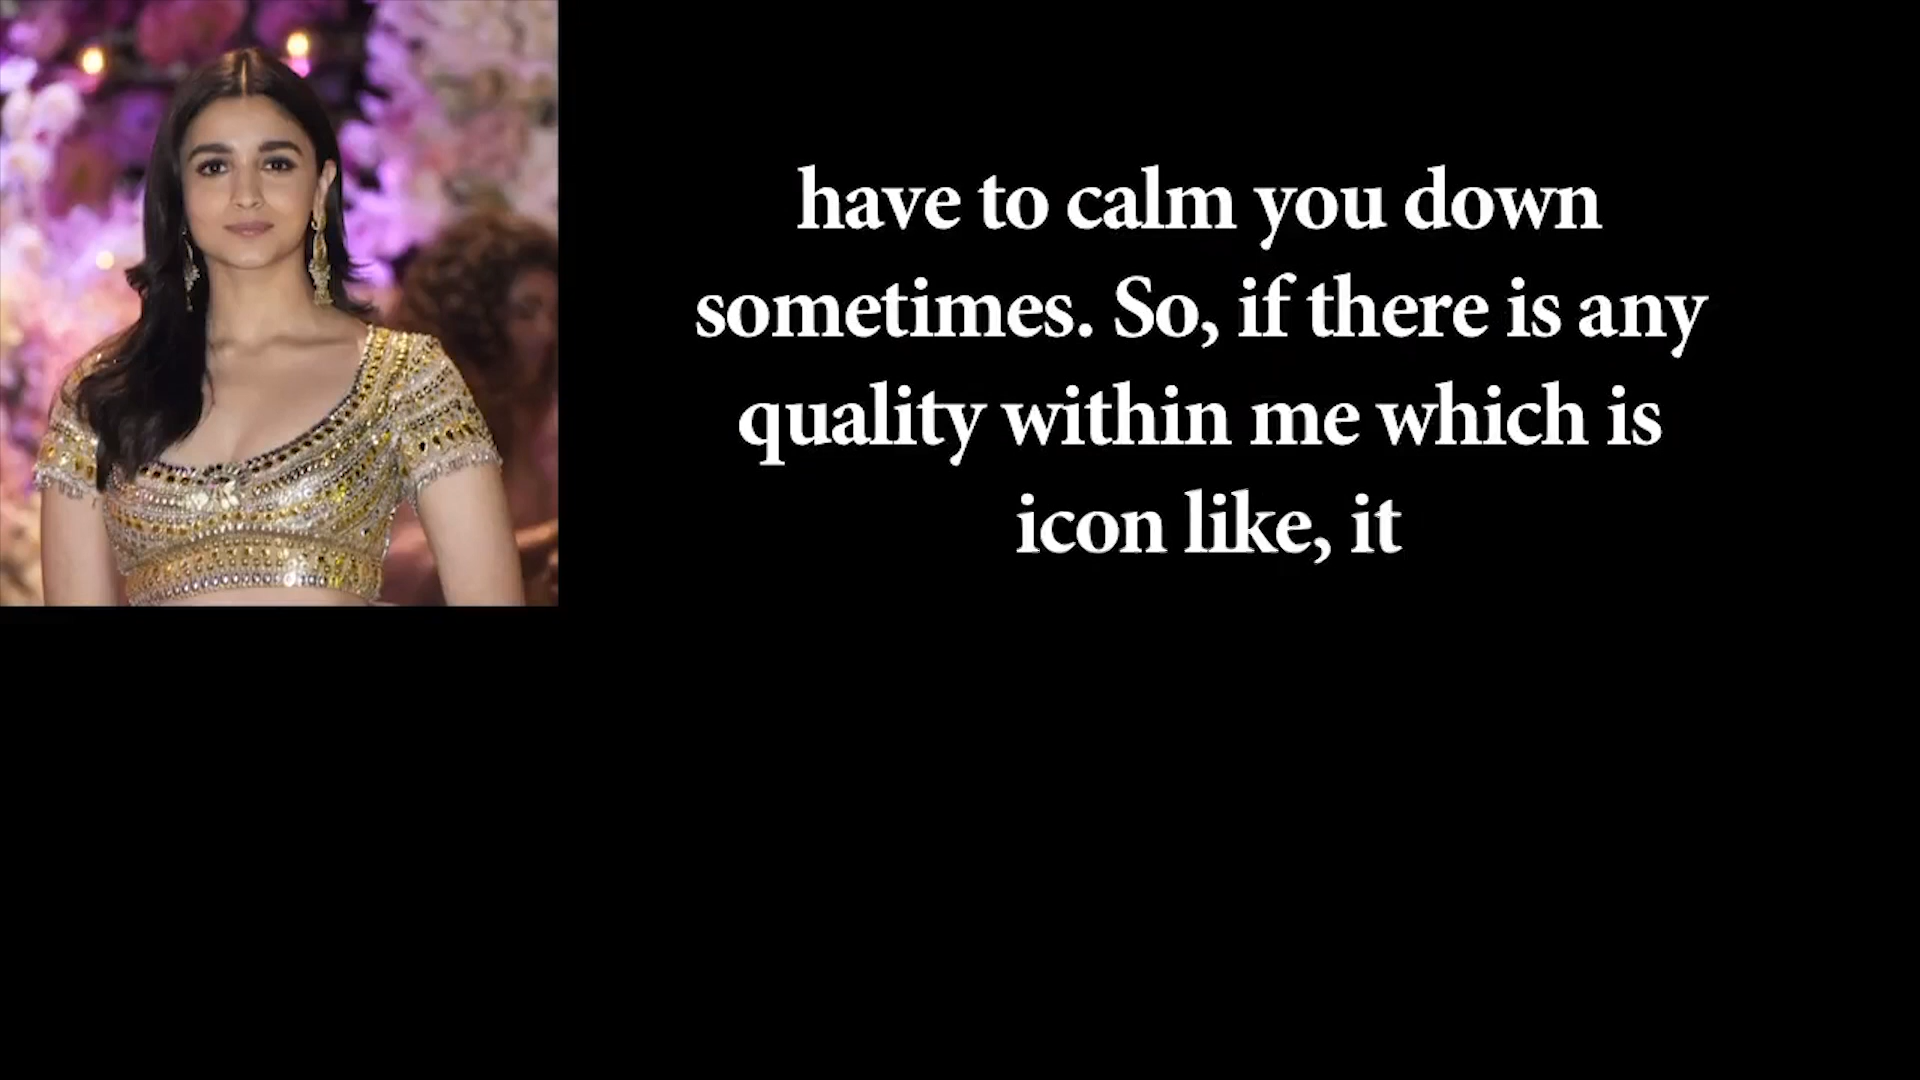 have to calm you down
sometimes. So, if there is any
quality within me which is
icon like, it